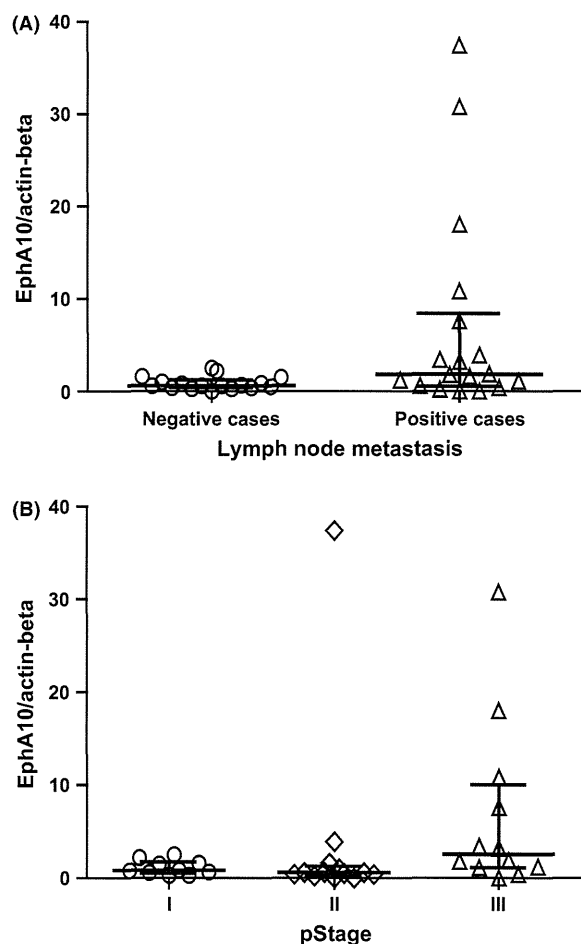 (A)
40
30
20
10
0
EphA10/actin-beta
Negative cases Positive cases
Lymph node metastasis
(B)
40
30
20
10
0
EphA10/actin-beta
I II III
pStage